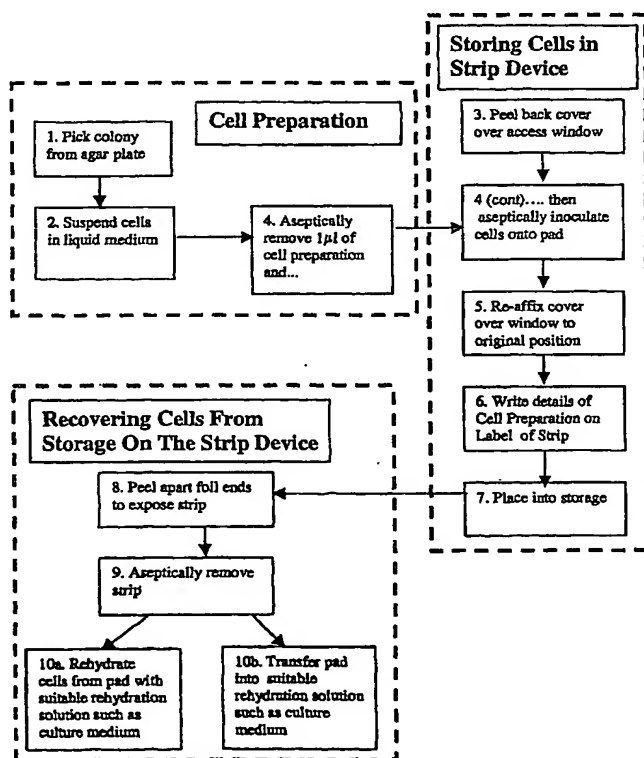 Cell Preparation
1. Pick colony
from agar plate
2. Suspend cells
in liquid medium
4. Aseptically
remove 1µl of
cell preparation
and...
Storing Cells in
Strip Device
3. Peel back cover
over access window
4 (cont).... then
aseptically inoculate
cells onto pad
5. Re-affix cover
over window to
original position
6. Write details of
Cell Preparation on
Label of Strip
7. Place into storage
Recovering Cells From
Storage On The Strip Device
8. Peel apart foil ends
to expose strip
9. Aseptically remove
strip
10a. Rehydrate
cells from pad with
suitable rehydration
solution such as
culture medium
10b. Transfer pad
into suitable
rehydration solution
such as culture
medium